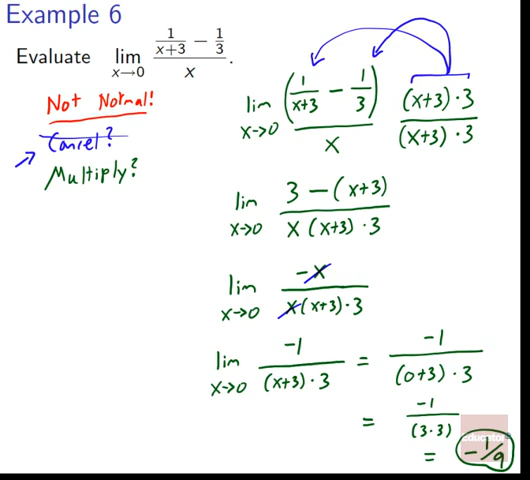 Example 6
Evaluate lim x→0 (1/(x+3) − 1/3)/x.
Not Normal!
Cancel?
Multiply?
lim x→0 (1/(x+3) − 1/3)/x (x+3)·3/(x+3)·3
lim x→0 3−(x+3)/x(x+3)·3
lim x→0 −x/x(x+3)·3
lim x→0 −1/(x+3)·3 = −1/(0+3)·3
= −1/(3·3)
educator
= −1/9